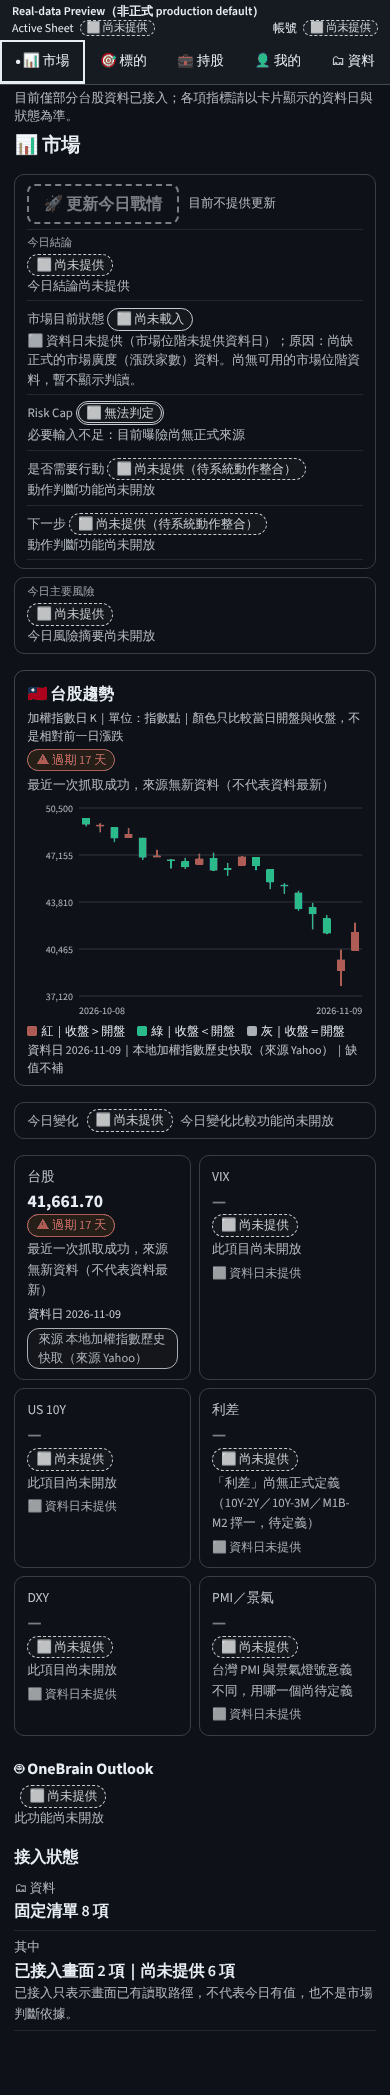 Real-data Preview（非正式 production default）
Active Sheet 尚未提供 帳號 尚未提供
市場 標的 持股 我的 資料
目前僅部分台股資料已接入；各項指標請以卡片顯示的資料日與
狀態為準。
市場
更新今日戰情 目前不提供更新
今日結論
尚未提供
今日結論尚未提供
市場目前狀態 尚未載入
資料日未提供（市場位階未提供資料日）；原因：尚缺
正式的市場廣度（漲跌家數）資料。尚無可用的市場位階資
料，暫不顯示判讀。
Risk Cap 無法判定
必要輸入不足：目前曝險尚無正式來源
是否需要行動 尚未提供（待系統動作整合）
動作判斷功能尚未開放
下一步 尚未提供（待系統動作整合）
動作判斷功能尚未開放
今日主要風險
尚未提供
今日風險摘要尚未開放
台股趨勢
加權指數日 K｜單位：指數點｜顏色只比較當日開盤與收盤，不
是相對前一日漲跌
過期 17 天
最近一次抓取成功，來源無新資料（不代表資料最新）
50,500
47,155
43,810
40,465
37,120
2026-10-08 2026-11-09
紅｜收盤＞開盤 綠｜收盤＜開盤 灰｜收盤＝開盤
資料日 2026-11-09｜本地加權指數歷史快取（來源 Yahoo）｜缺
值不補
今日變化 尚未提供 今日變化比較功能尚未開放
台股
41,661.70
過期 17 天
最近一次抓取成功，來源
無新資料（不代表資料最
新）
資料日 2026-11-09
來源 本地加權指數歷史
快取（來源 Yahoo）
VIX
—
尚未提供
此項目尚未開放
資料日未提供
US 10Y
—
尚未提供
此項目尚未開放
資料日未提供
利差
—
尚未提供
「利差」尚無正式定義
（10Y-2Y／10Y-3M／M1B-
M2 擇一，待定義）
資料日未提供
DXY
—
尚未提供
此項目尚未開放
資料日未提供
PMI／景氣
—
尚未提供
台灣 PMI 與景氣燈號意義
不同，用哪一個尚待定義
資料日未提供
OneBrain Outlook
尚未提供
此功能尚未開放
接入狀態
資料
固定清單 8 項
其中
已接入畫面 2 項｜尚未提供 6 項
已接入只表示畫面已有讀取路徑，不代表今日有值，也不是市場
判斷依據。